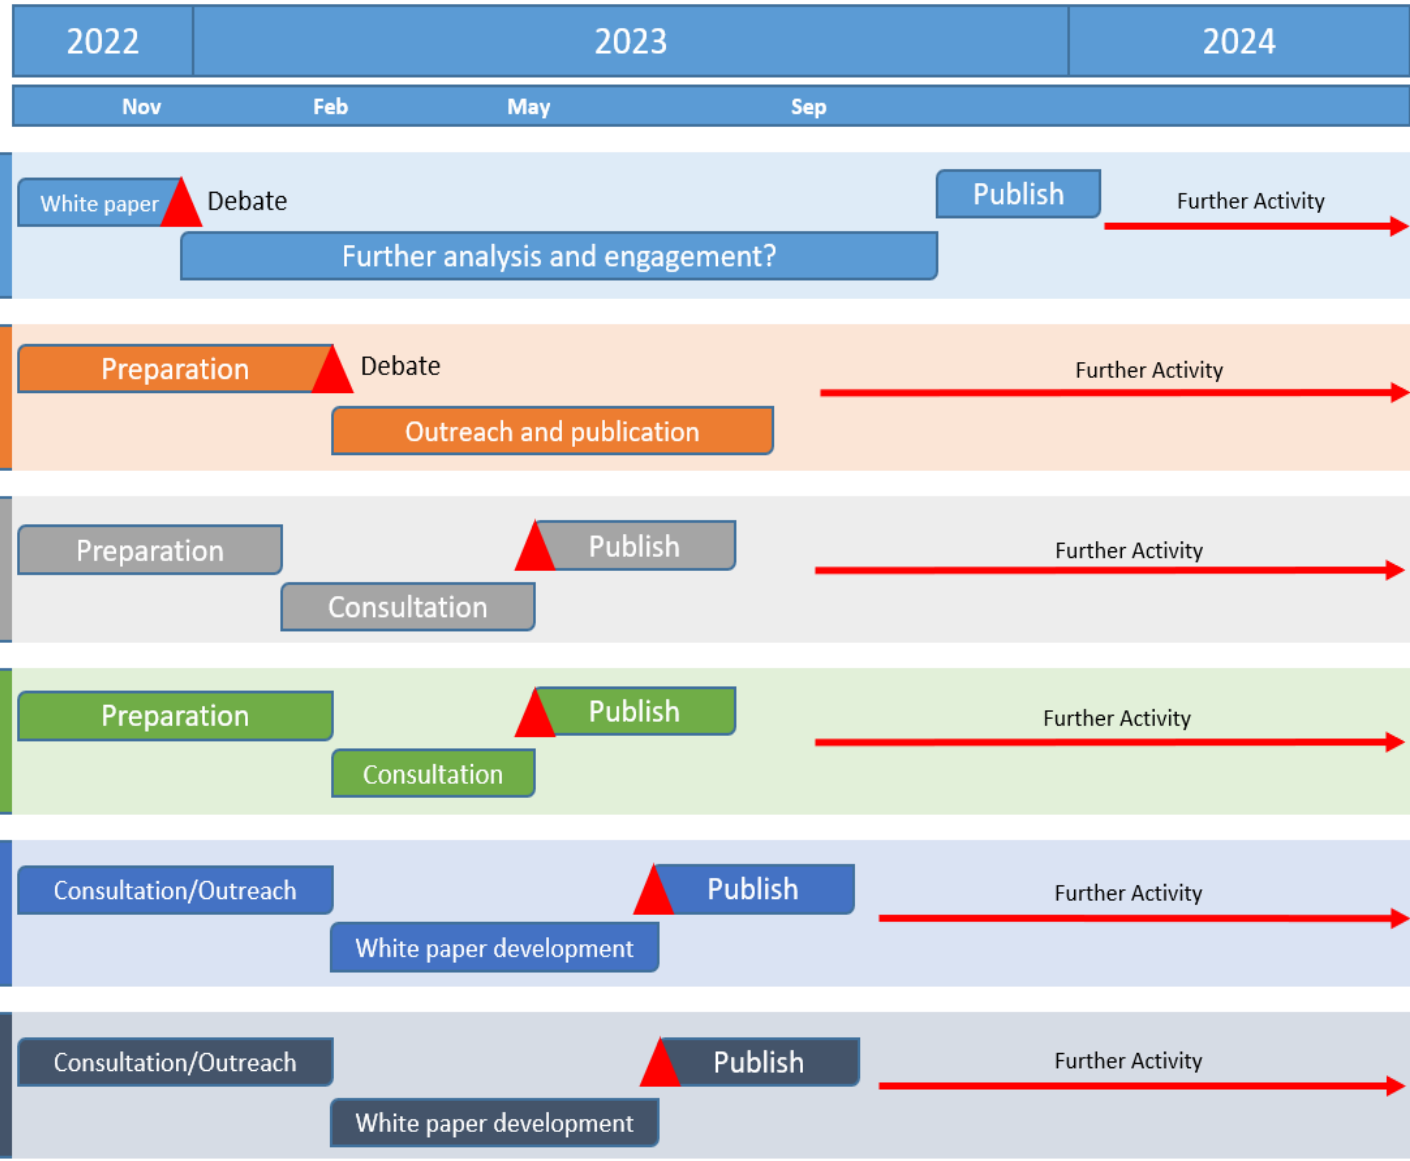 2022 2023 2024
Nov Feb May Sep
White paper Debate Publish Further Activity
Further analysis and engagement?
Preparation Debate Further Activity
Outreach and publication
Preparation Publish Further Activity
Consultation
Preparation Publish Further Activity
Consultation
Consultation/Outreach Publish Further Activity
White paper development
Consultation/Outreach Publish Further Activity
White paper development